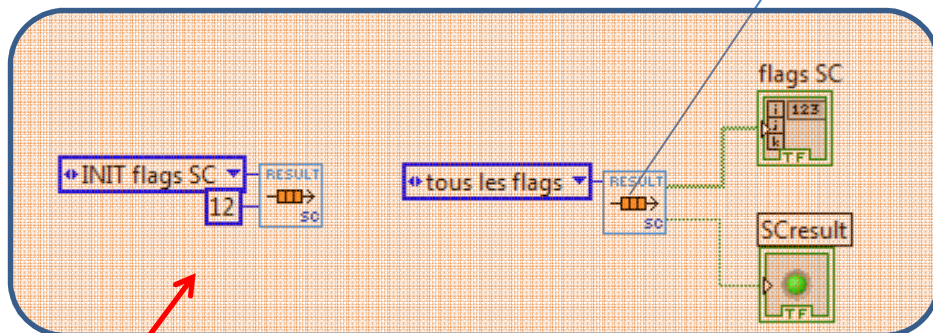 flags SC
i 123
j
k
TF
INIT flags SC
RESULT
12
SC
tous les flags
RESULT
SC
SCresult
TF